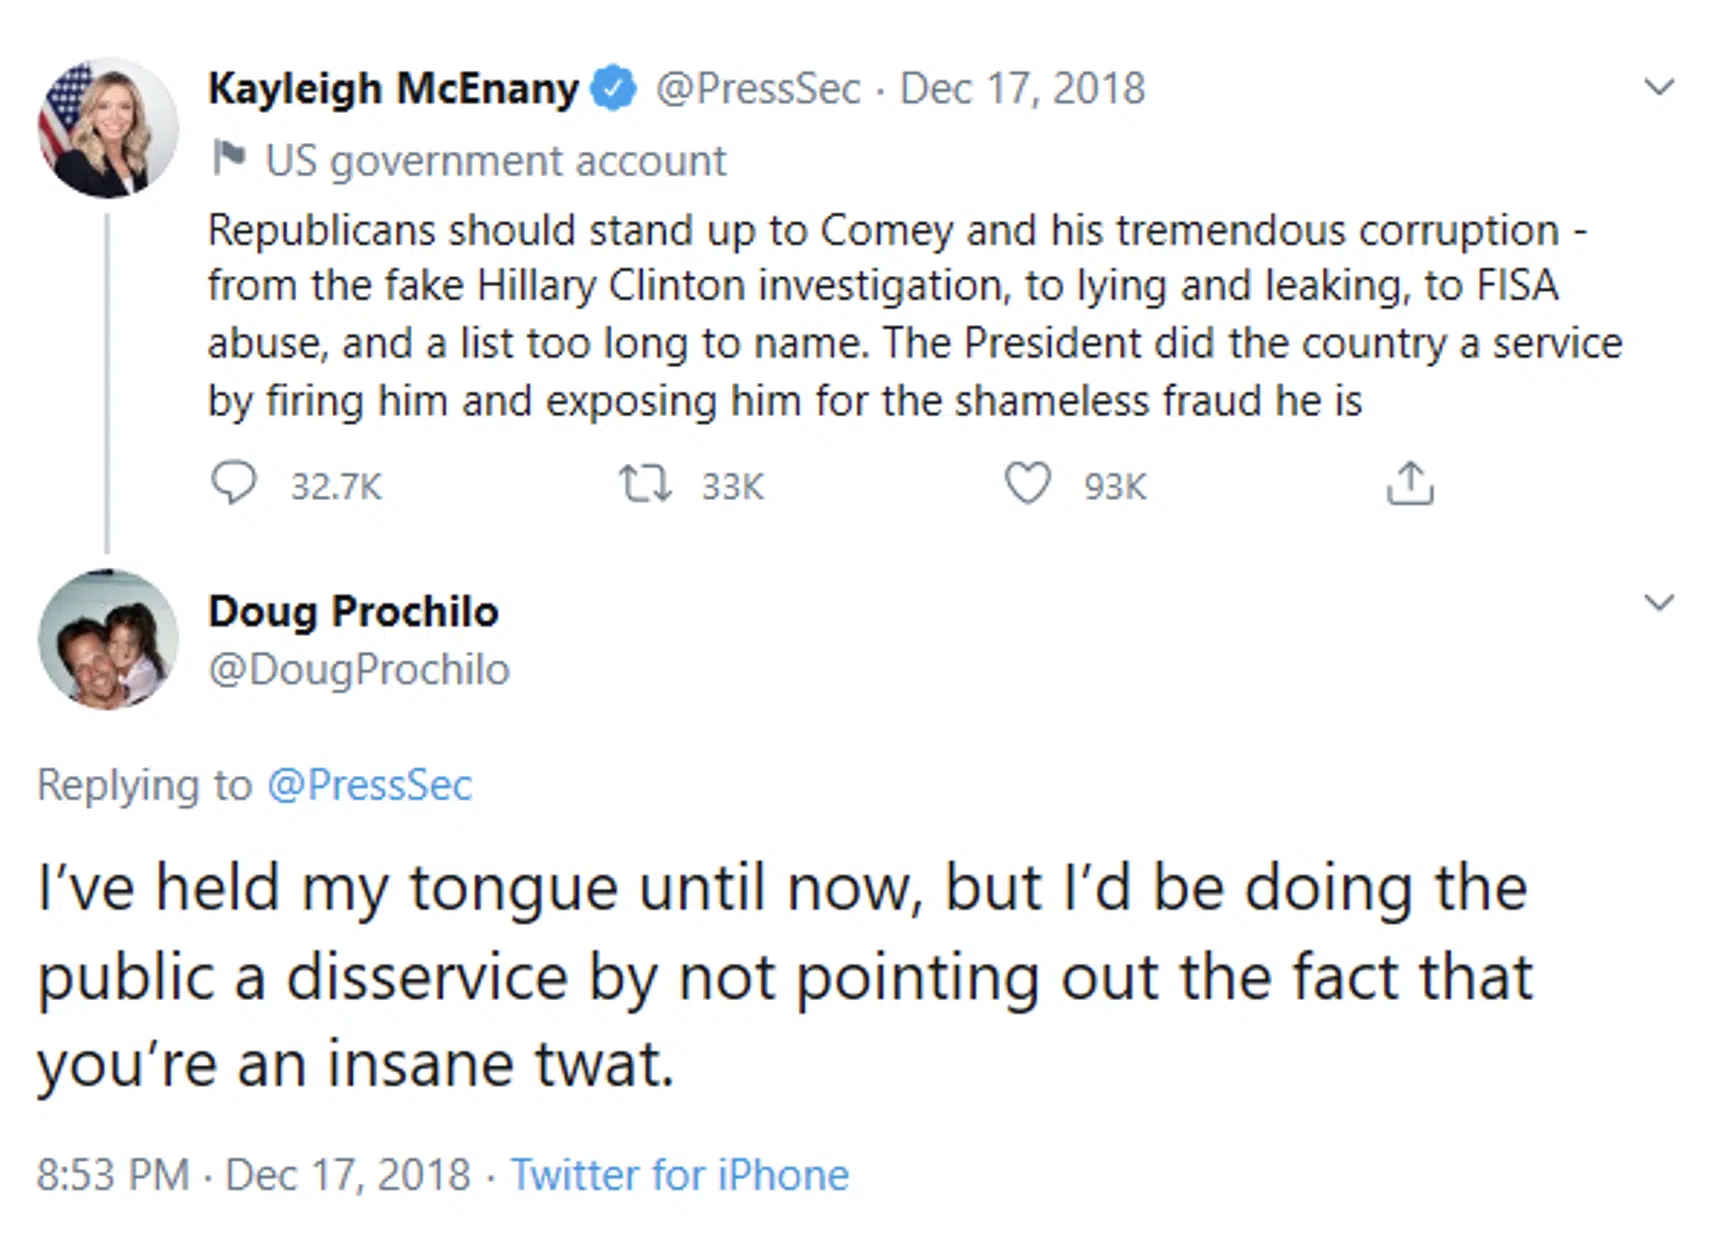 Kayleigh McEnany @PressSec · Dec 17, 2018
US government account
Republicans should stand up to Comey and his tremendous corruption -
from the fake Hillary Clinton investigation, to lying and leaking, to FISA
abuse, and a list too long to name. The President did the country a service
by firing him and exposing him for the shameless fraud he is
32.7K 33K 93K
Doug Prochilo
@DougProchilo
Replying to @PressSec
I’ve held my tongue until now, but I’d be doing the
public a disservice by not pointing out the fact that
you’re an insane twat.
8:53 PM · Dec 17, 2018 · Twitter for iPhone